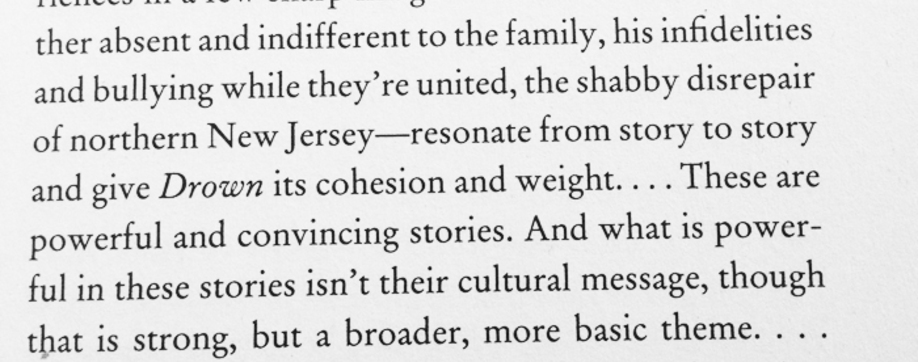 ther absent and indifferent to the family, his infidelities
and bullying while they're united, the shabby disrepair
of northern New Jersey—resonate from story to story
and give Drown its cohesion and weight. . . . These are
powerful and convincing stories. And what is power-
ful in these stories isn't their cultural message, though
that is strong, but a broader, more basic theme. . . .